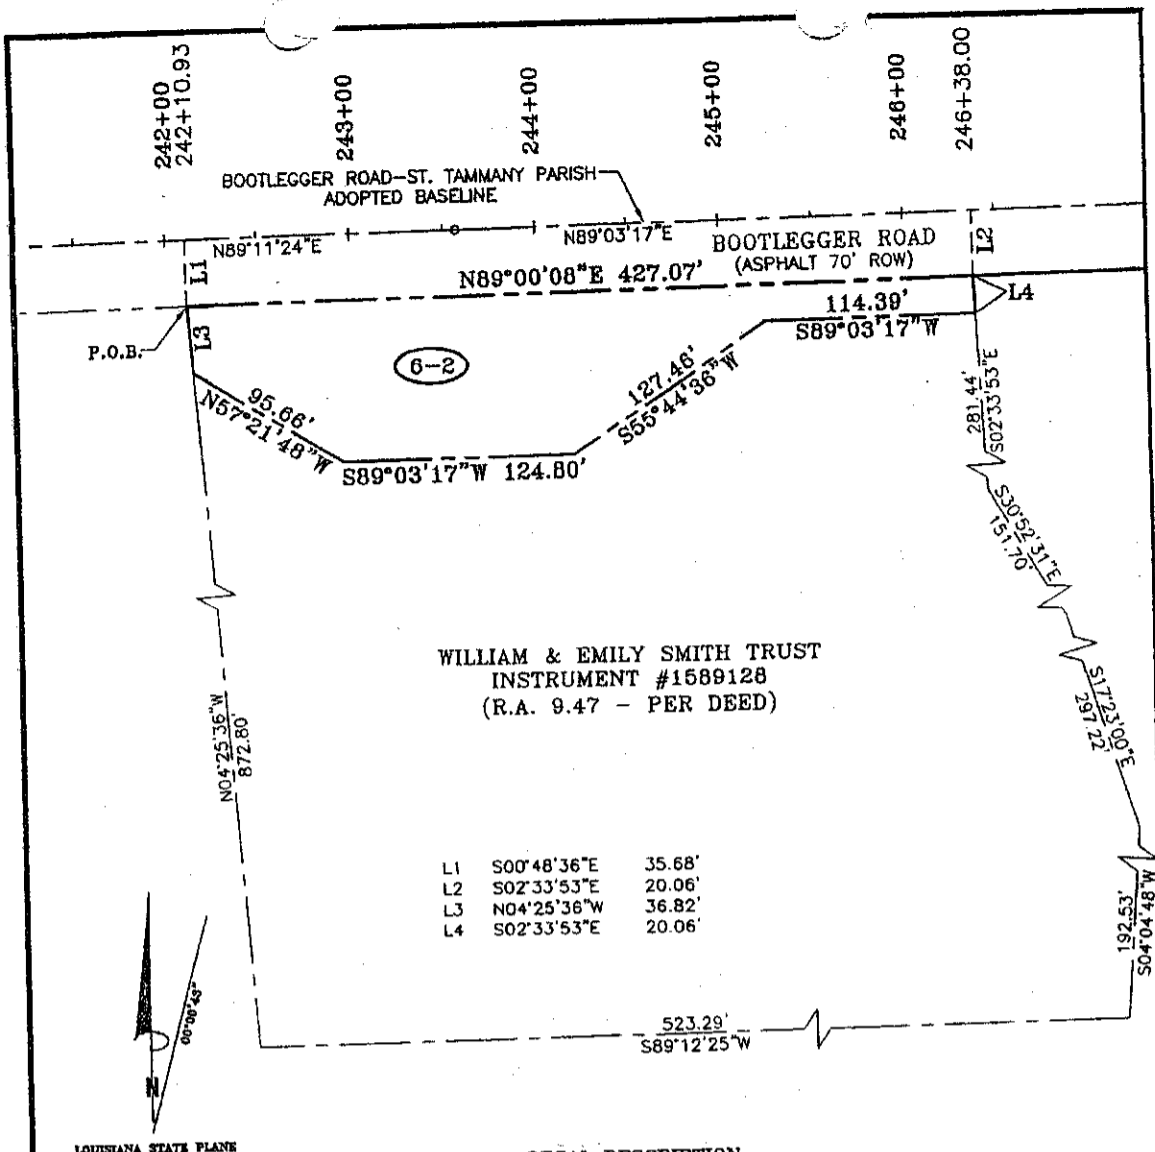 242+00
242+10.93
243+00
244+00
245+00
246+00
246+38.00
BOOTLEGGER ROAD-ST. TAMMANY PARISH
ADOPTED BASELINE
N89°11'24"E
N89°03'17"E
BOOTLEGGER ROAD
(ASPHALT 70' ROW)
L1
L2
N89°00'08"E 427.07'
L4
114.39'
S89°03'17"W
P.O.B.
L3
6-2
95.66'
N57°21'48"W
127.46'
S55°44'36"W
S89°03'17"W 124.80'
281.44'
S02°33'53"E
S30°52'31"E
151.70'
WILLIAM & EMILY SMITH TRUST
INSTRUMENT #1589128
(R.A. 9.47 - PER DEED)
S17°23'00"E
297.22'
N04°25'36"W
872.80'
L1 S00°48'36"E 35.68'
L2 S02°33'53"E 20.06'
L3 N04°25'36"W 36.82'
L4 S02°33'53"E 20.06'
192.53'
S04°04'48"W
N
523.29'
S89°12'25"W
LOUISIANA STATE PLANE
LEGAL DESCRIPTION